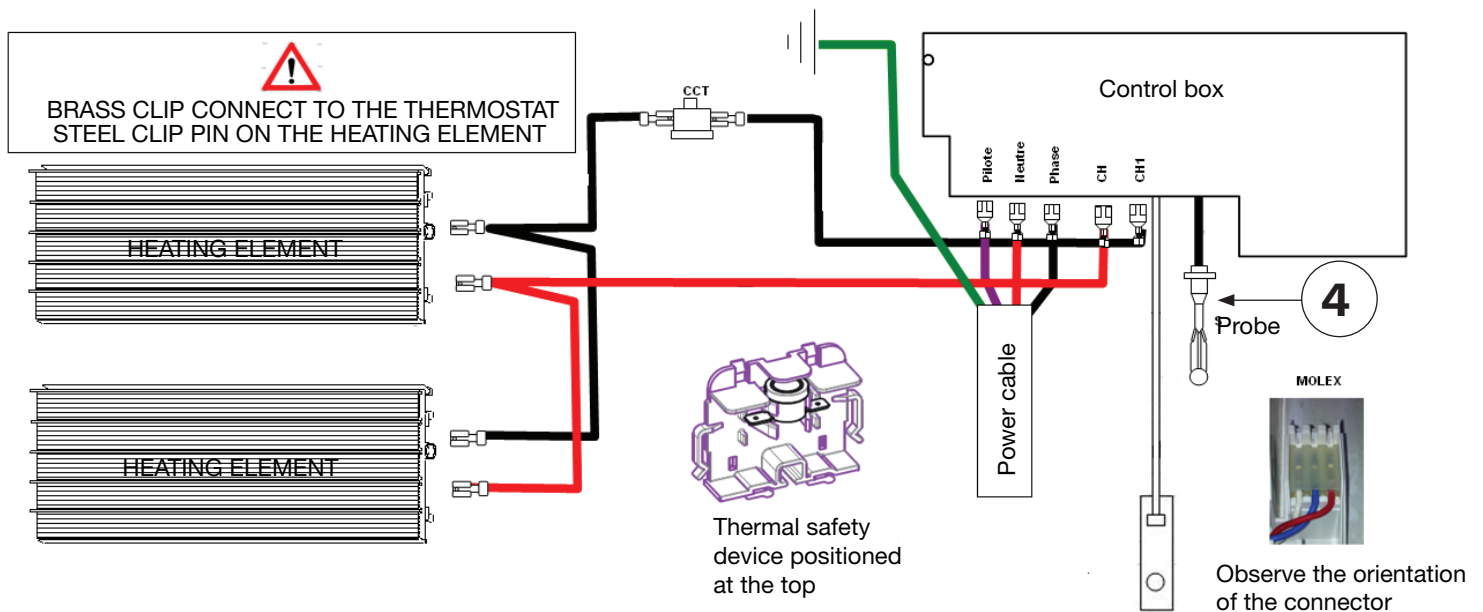 BRASS CLIP CONNECT TO THE THERMOSTAT
STEEL CLIP PIN ON THE HEATING ELEMENT
CCT
Control box
Pilote
Neutre
Phase
CH
CH1
HEATING ELEMENT
HEATING ELEMENT
4
S
Probe
Power cable
MOLEX
Thermal safety
device positioned
at the top
Observe the orientation
of the connector